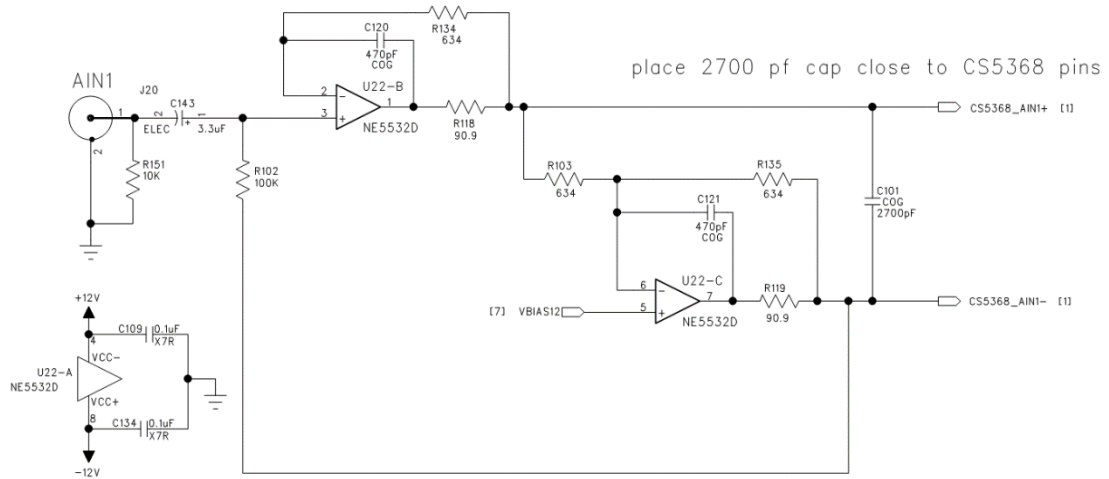 C120
470pF
COG
R134
634
place 2700 pf cap close to CS5368 pins
AIN1
J20
1
2
C143
2
1
ELEC
+
3.3uF
R151
10K
R102
100K
U22-B
2
-
3
+
1
NE5532D
R118
90.9
CS5368_AIN1+ [1]
R103
634
R135
634
C121
470pF
COG
C101
COG
2700pF
U22-C
6
-
5
+
7
NE5532D
R119
90.9
[7] VBIAS12
CS5368_AIN1- [1]
+12V
C109
0.1uF
X7R
4
VCC-
U22-A
NE5532D
VCC+
8
C134
0.1uF
X7R
-12V